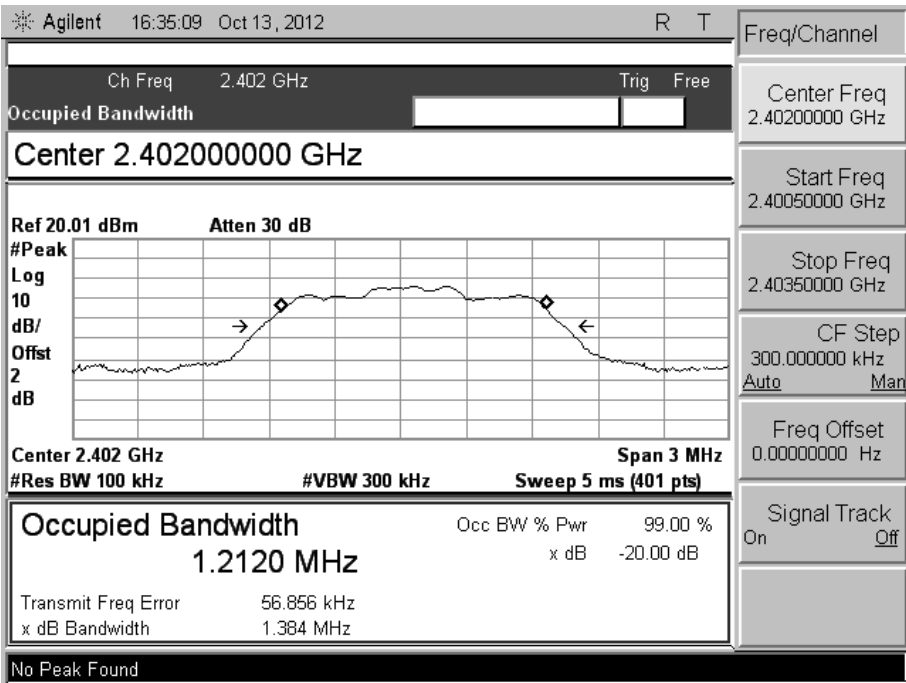 Agilent 16:35:09 Oct 13, 2012 R T
Freq/Channel
Ch Freq 2.402 GHz Trig Free
Occupied Bandwidth
Center 2.402000000 GHz
Ref 20.01 dBm Atten 30 dB
#Peak
Log
10
dB/
Offst
2
dB
Center 2.402 GHz Span 3 MHz
#Res BW 100 kHz #VBW 300 kHz Sweep 5 ms (401 pts)
Occupied Bandwidth Occ BW % Pwr 99.00 %
1.2120 MHz x dB -20.00 dB
Transmit Freq Error 56.856 kHz
x dB Bandwidth 1.384 MHz
No Peak Found
Center Freq
2.40200000 GHz
Start Freq
2.40050000 GHz
Stop Freq
2.40350000 GHz
CF Step
300.000000 kHz
Auto Man
Freq Offset
0.00000000 Hz
Signal Track
On Off